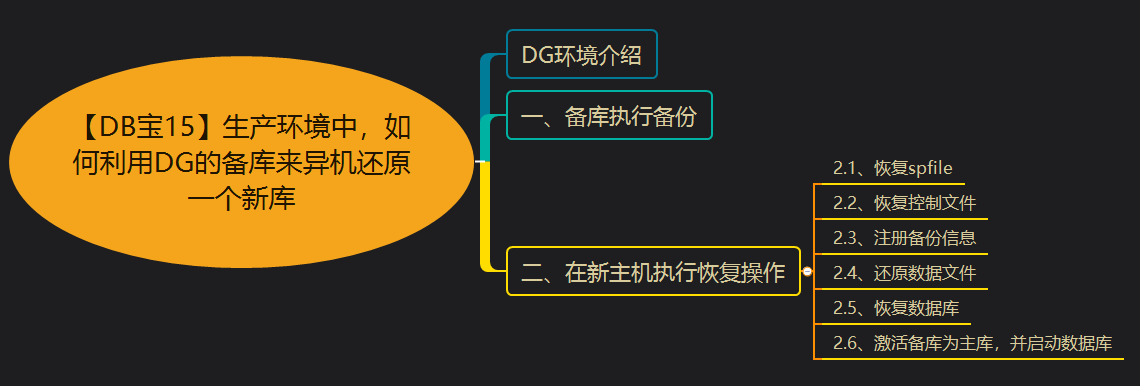 【DB宝15】生产环境中，如
何利用DG的备库来异机还原
一个新库
DG环境介绍
一、备库执行备份
二、在新主机执行恢复操作
2.1、恢复spfile
2.2、恢复控制文件
2.3、注册备份信息
2.4、还原数据文件
2.5、恢复数据库
2.6、激活备库为主库，并启动数据库